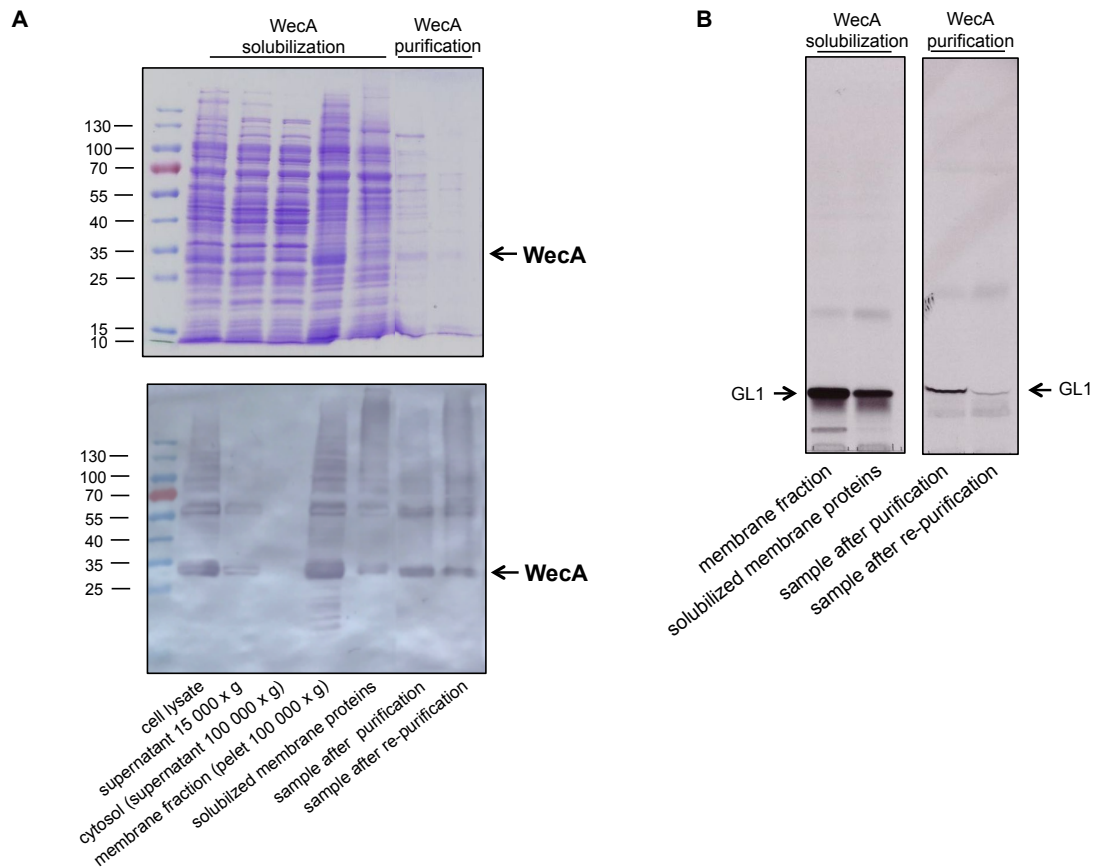 A
WecA
solubilization
WecA
purification
130
100
70
55
40
35
25
15
10
WecA
130
100
70
55
40
35
25
WecA
cell lysate
supernatant 15 000 x g
cytosol (supernatant 100 000 x g)
membrane fraction (pelet 100 000 x g)
solubilzed membrane proteins
sample after purification
sample after re-purification
B
WecA
solubilization
WecA
purification
GL1
GL1
membrane fraction
solubilized membrane proteins
sample after purification
sample after re-purification